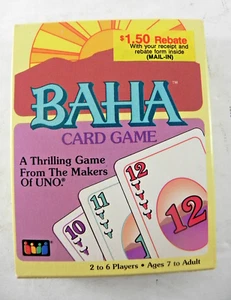 $1.50 Rebate
With your receipt and
rebate form inside
(MAIL-IN)
BAHA™
CARD GAME
A Thrilling Game
From The Makers
Of UNO.®
10
11
12
12
2 to 6 Players • Ages 7 to Adult